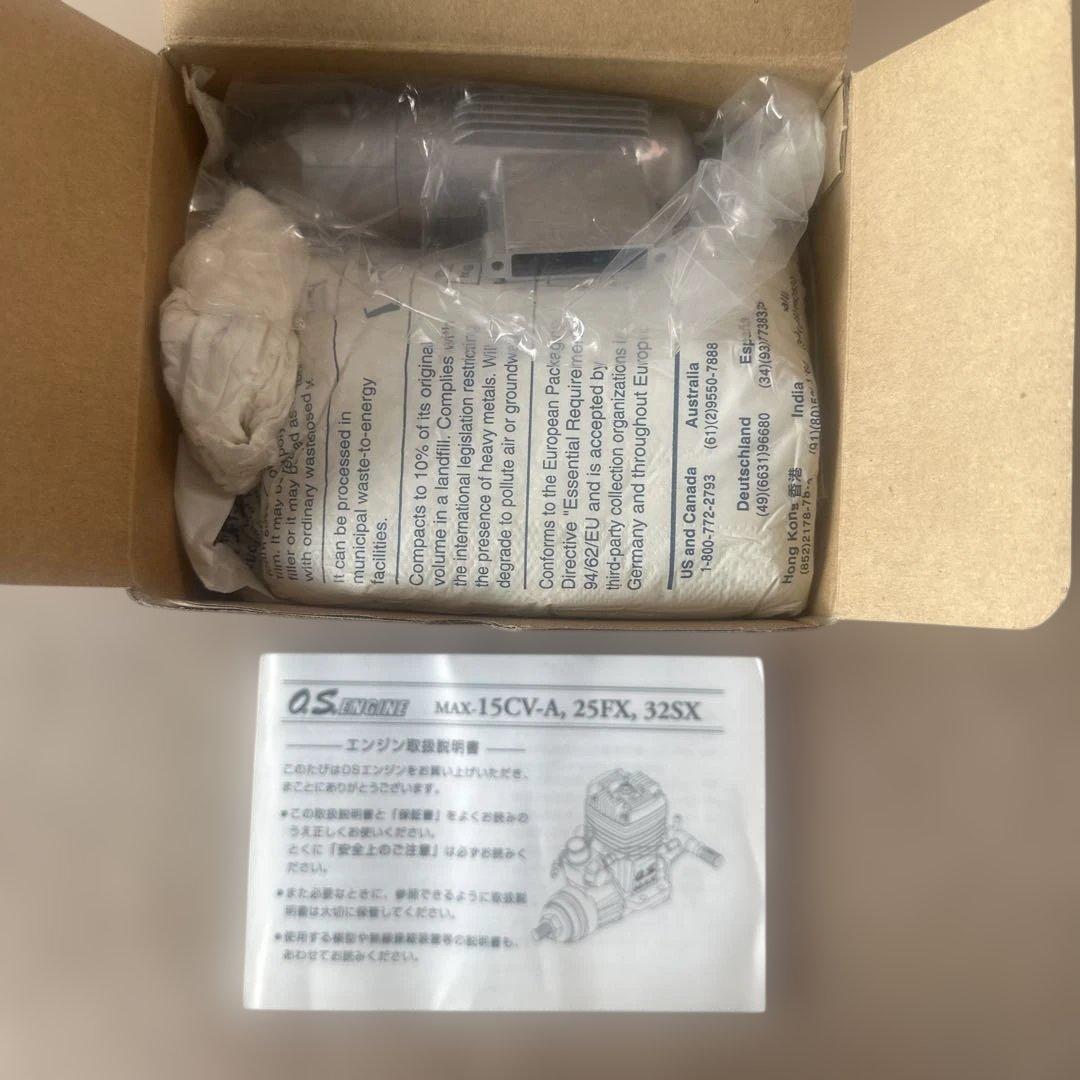 with ordinary waste
It can be processed in
municipal waste-to-energy
facilities.
Compacts to 10% of its original
volume in a landfill. Complies
the international legislation restricting
the presence of heavy metals.
degrade to pollute air or
Conforms to the European
Directive "Essential
94/62/EU and is accepted by
third-party collection organizations
Germany and throughout
US and Canada
1-800-772-2793
Australia
(61)(2)9550-7888
Deutschland
(49)(6631)96680
(34)(93)77383
Hong Kong 香港
(852)2178-
India
O.S. ENGINE MAX-15CV-A, 25FX, 32SX
エンジン取扱説明書
このたびはOSエンジンをお買い上げいただき、
まことにありがとうございます。
●この取扱説明書と「保証書」をよくお読みの
うえ正しくお使いください。
とくに「安全上のご注意」は必ずお読みく
ださい。
●また必要なときに、参照できるように取扱説
明書は大切に保管してください。
●使用する模型や無線操縦装置等の説明書も、
あわせてお読みください。
O.S.